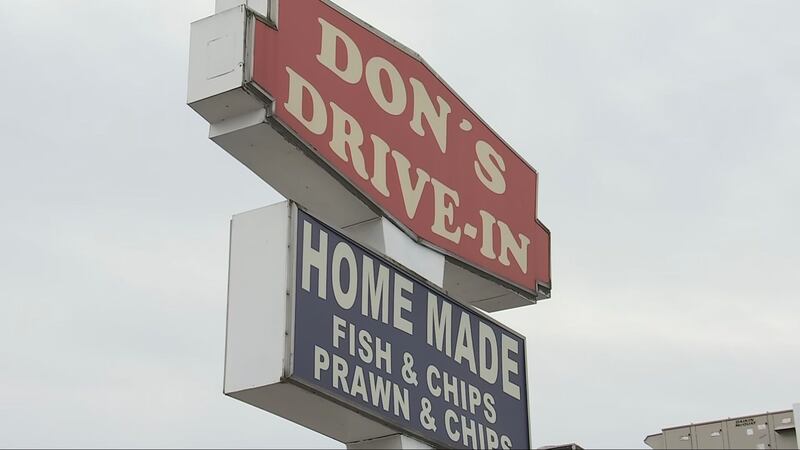 DON'S
DRIVE-IN
HOME MADE
FISH & CHIPS
PRAWN & CHIPS